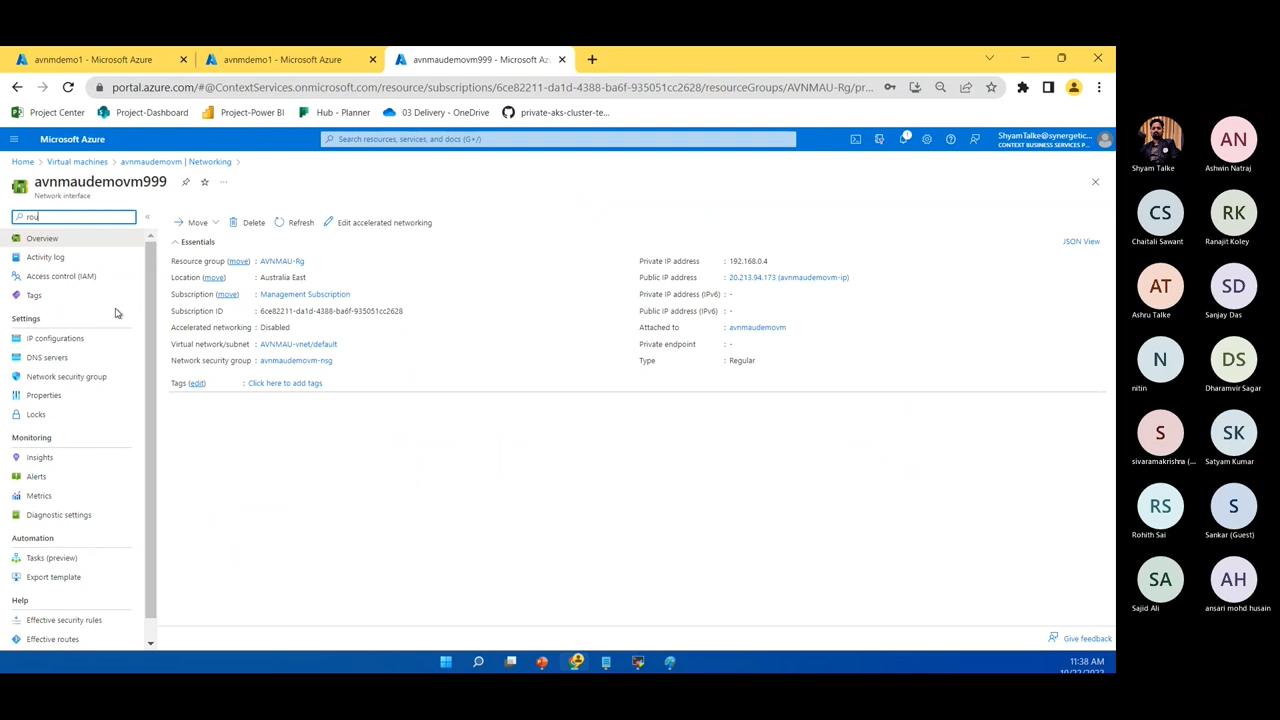 avnmdemo1 - Microsoft Azure
avnmdemo1 - Microsoft Azure
avnmaudemovm999 - Microsoft Az
portal.azure.com/#@ContextServices.onmicrosoft.com/resource/subscriptions/6ce82211-da1d-4388-ba6f-935051cc2628/resourceGroups/AVNMAU-Rg/pr...
Project Center
Project-Dashboard
Project-Power BI
Hub - Planner
03 Delivery - OneDrive
private-aks-cluster-te...
Microsoft Azure
Search resources, services, and docs (G+/)
1
ShyamTalke@synergetic...
CONTEXT BUSINESS SERVICES P...
Home > Virtual machines > avnmaudemovm | Networking >
avnmaudemovm999
Network interface
rou
Overview
Activity log
Access control (IAM)
Tags
Settings
IP configurations
DNS servers
Network security group
Properties
Locks
Monitoring
Insights
Alerts
Metrics
Diagnostic settings
Automation
Tasks (preview)
Export template
Help
Effective security rules
Effective routes
Move
Delete
Refresh
Edit accelerated networking
Essentials
JSON View
Resource group (move) : AVNMAU-Rg
Location (move) : Australia East
Subscription (move) : Management Subscription
Subscription ID : 6ce82211-da1d-4388-ba6f-935051cc2628
Accelerated networking : Disabled
Virtual network/subnet : AVNMAU-vnet/default
Network security group : avnmaudemovm-nsg
Tags (edit) : Click here to add tags
Private IP address : 192.168.0.4
Public IP address : 20.213.94.173 (avnmaudemovm-ip)
Private IP address (IPv6) : -
Public IP address (IPv6) : -
Attached to : avnmaudemovm
Private endpoint : -
Type : Regular
Give feedback
11:38 AM
Shyam Talke
AN
Ashwin Natraj
CS
Chaitali Sawant
RK
Ranajit Koley
AT
Ashru Talke
SD
Sanjay Das
N
nitin
DS
Dharamvir Sagar
S
sivaramakrishna (...
SK
Satyam Kumar
RS
Rohith Sai
S
Sankar (Guest)
SA
Sajid Ali
AH
ansari mohd husain